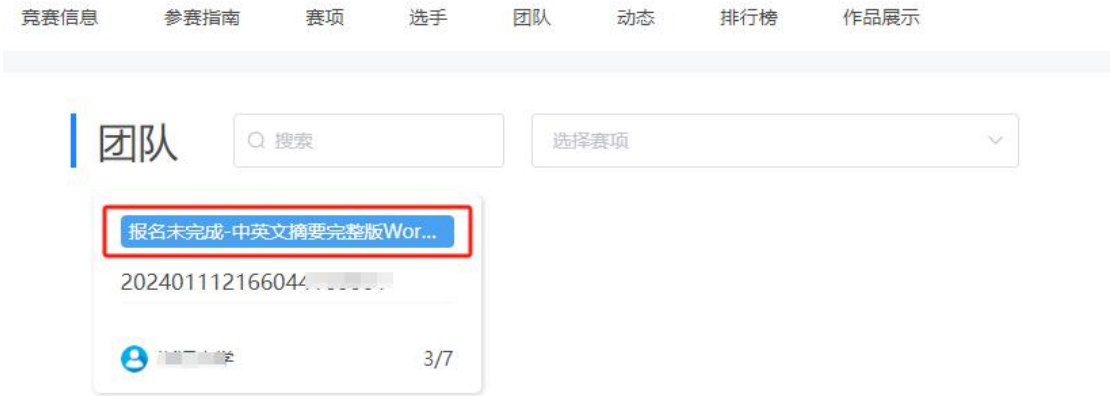 竞赛信息 参赛指南 赛项 选手 团队 动态 排行榜 作品展示
团队 搜索 选择赛项
报名未完成-中英文摘要完整版Wor...
202401112166044
学 3/7